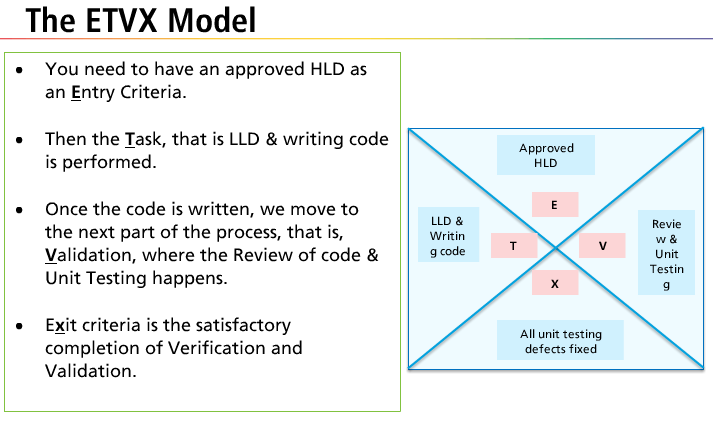 The ETVX Model
• You need to have an approved HLD as
an Entry Criteria.
• Then the Task, that is LLD & writing code
is performed.
• Once the code is written, we move to
the next part of the process, that is,
Validation, where the Review of code &
Unit Testing happens.
• Exit criteria is the satisfactory
completion of Verification and
Validation.
Approved
HLD
E
LLD &
Writin
g code
T
V
Revie
w &
Unit
Testin
g
X
All unit testing
defects fixed